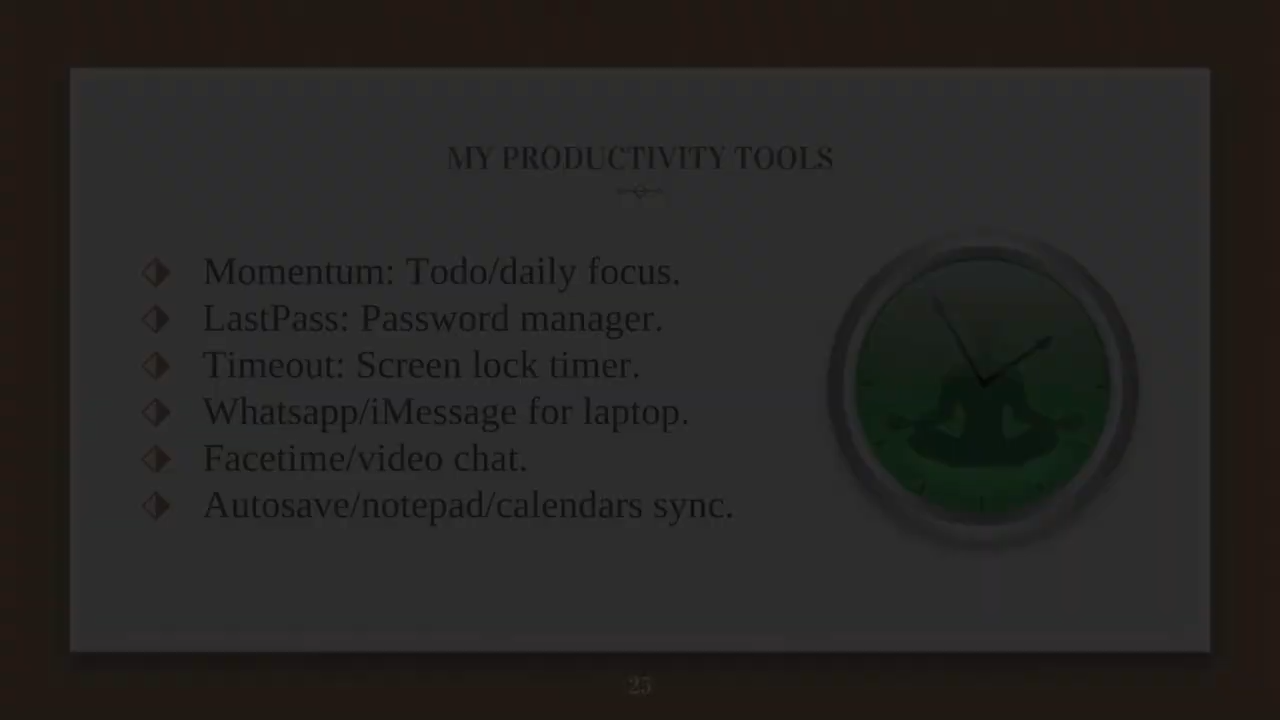 MY PRODUCTIVITY TOOLS
Momentum: Todo/daily focus.
LastPass: Password manager.
Timeout: Screen lock timer.
Whatsapp/iMessage for laptop.
Facetime/video chat.
Autosave/notepad/calendars sync.
25